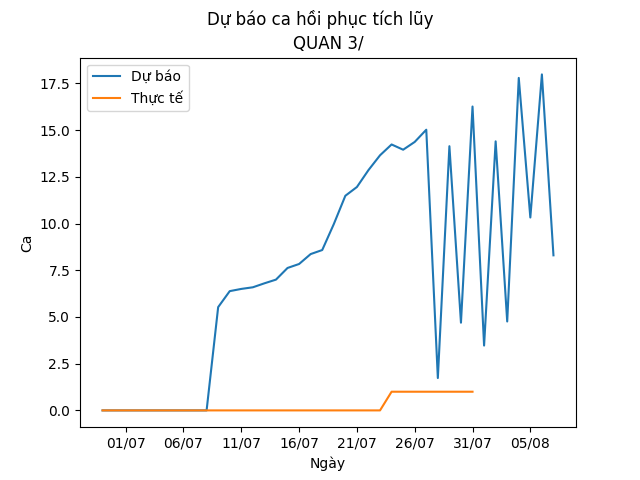 Dự báo ca hồi phục tích lũy
QUAN 3/
Dự báo
Thực tế
17.5
15.0
12.5
10.0
7.5
5.0
2.5
0.0
Ca
01/07 06/07 11/07 16/07 21/07 26/07 31/07 05/08
Ngày